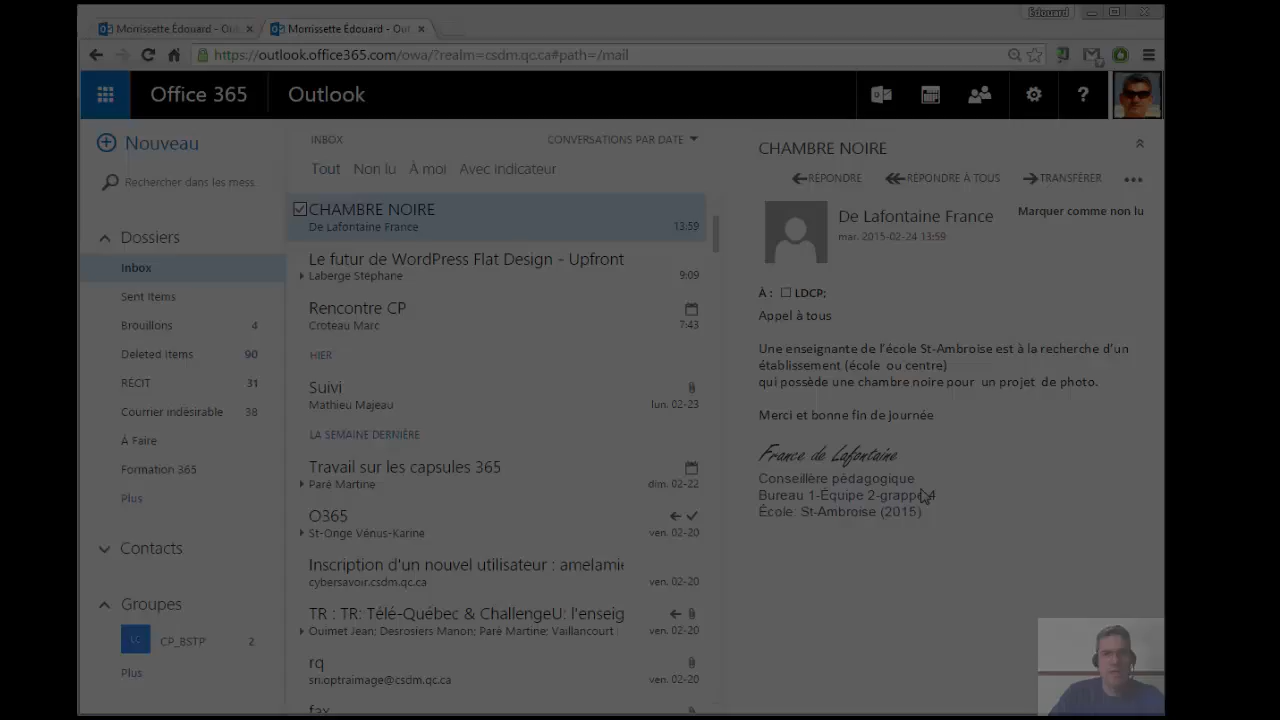 Edouard
Morrissette Édouard - Out
Morrissette Édouard - Our
https://outlook.office365.com/owa/?realm=csdm.qc.ca#path=/mail
Office 365
Outlook
?
Nouveau
Rechercher dans les mess.
Dossiers
Inbox
Sent Items
Brouillons 4
Deleted Items 90
RÉCIT 31
Courrier indésirable 38
À Faire
Formation 365
Plus
Contacts
Groupes
CP_BSTP 2
Plus
INBOX CONVERSATIONS PAR DATE
Tout Non lu À moi Avec indicateur
CHAMBRE NOIRE
De Lafontaine France 13:59
Le futur de WordPress Flat Design - Upfront
Laberge Stéphane 9:09
Rencontre CP
Croteau Marc 7:43
HIER
Suivi
Mathieu Majeau lun. 02-23
LA SEMAINE DERNIÈRE
Travail sur les capsules 365
Paré Martine dim. 02-22
O365
St-Onge Vénus-Karine ven. 02-20
Inscription d'un nouvel utilisateur : amelamie
cybersavoir.csdm.qc.ca ven. 02-20
TR : TR: Télé-Québec & ChallengeU: l'enseig
Ouimet Jean; Desrosiers Manon; Paré Martine; Vaillancourt ven. 02-20
rq
sri.optraimage@csdm.qc.ca ven. 02-20
fax
CHAMBRE NOIRE
RÉPONDRE RÉPONDRE À TOUS TRANSFÉRER
De Lafontaine France
mar. 2015-02-24 13:59
Marquer comme non lu
À : LDCP;
Appel à tous
Une enseignante de l'école St-Ambroise est à la recherche d'un
établissement (école ou centre)
qui possède une chambre noire pour un projet de photo.
Merci et bonne fin de journée
France de Lafontaine
Conseillère pédagogique
Bureau 1-Équipe 2-grappe 4
École: St-Ambroise (2015)